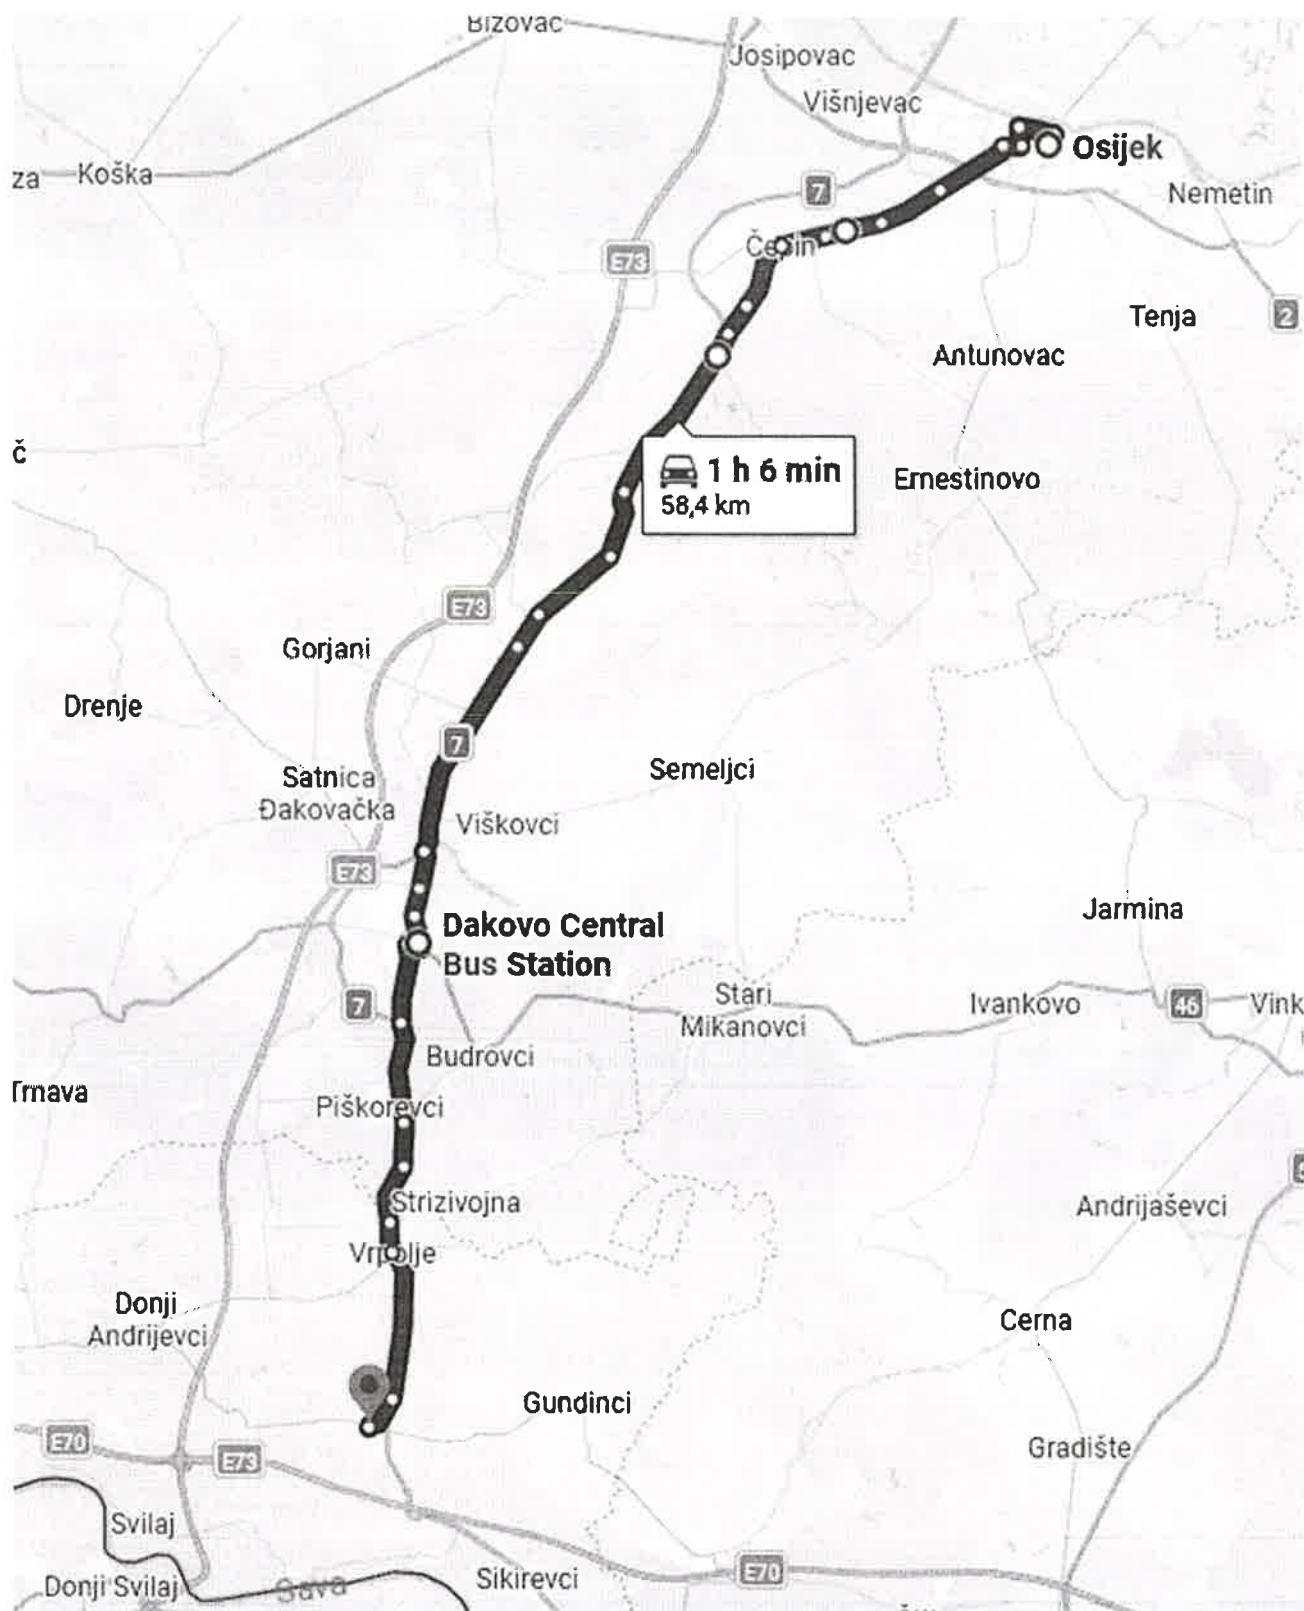 Bizovac
Josipovac
Višnjevac
Osijek
za
Koška
Nemetin
7
Čepin
E73
Tenja
2
Antunovac
č
1 h 6 min
58,4 km
Ernestinovo
E73
Gorjani
Drenje
7
Semeljci
Satnica
Đakovačka
Viškovci
E73
Jarmina
Dakovo Central
Bus Station
7
Stari
Mikanovci
Ivankovo
46
Vink
Budrovci
Trnava
Piškorevci
Strizivojna
Andrijaševci
Vrpolje
Donji
Andrijevci
Cerna
Gundinci
E70
E73
Gradište
Svilaj
Donji Svilaj
Sava
Sikirevci
E70